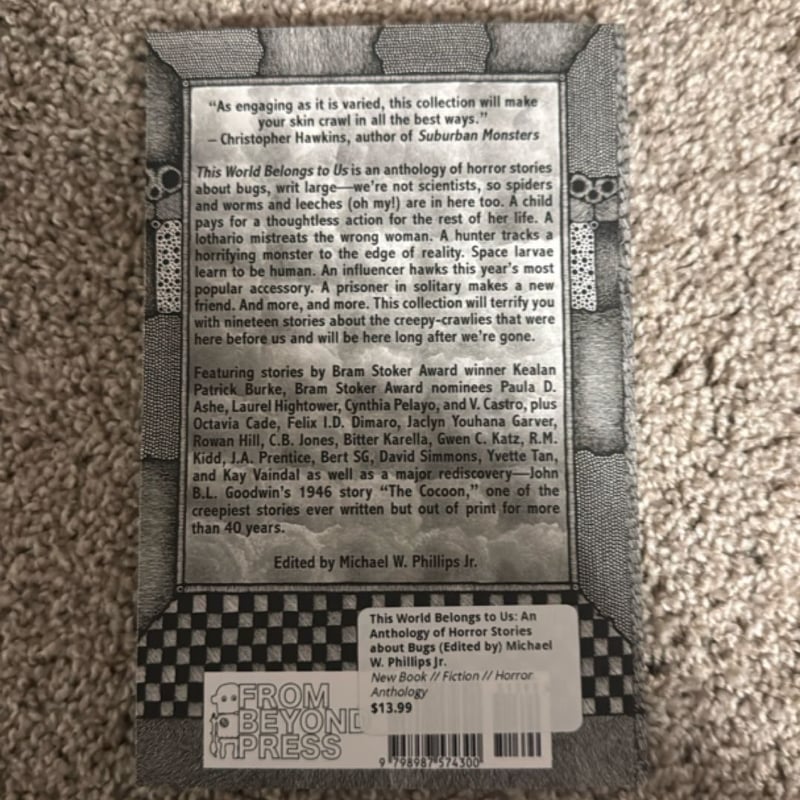 “As engaging as it is varied, this collection will make
your skin crawl in all the best ways.”
– Christopher Hawkins, author of Suburban Monsters
This World Belongs to Us is an anthology of horror stories
about bugs, writ large—we’re not scientists, so spiders
and worms and leeches (oh my!) are in here too. A child
pays for a thoughtless action for the rest of her life. A
lothario mistreats the wrong woman. A hunter tracks a
horrifying monster to the edge of reality. Space larvae
learn to be human. An influencer hawks this year’s most
popular accessory. A prisoner in solitary makes a new
friend. And more, and more. This collection will terrify you
with nineteen stories about the creepy-crawlies that were
here before us and will be here long after we’re gone.
Featuring stories by Bram Stoker Award winner Kealan
Patrick Burke, Bram Stoker Award nominees Paula D.
Ashe, Laurel Hightower, Cynthia Pelayo, and V. Castro, plus
Octavia Cade, Felix I.D. Dimaro, Jaclyn Youhana Garver,
Rowan Hill, C.B. Jones, Bitter Karella, Gwen C. Katz, R.M.
Kidd, J.A. Prentice, Bert SG, David Simmons, Yvette Tan,
and Kay Vaindal as well as a major rediscovery—John
B.L. Goodwin’s 1946 story “The Cocoon,” one of the
creepiest stories ever written but out of print for more
than 40 years.
Edited by Michael W. Phillips Jr.
This World Belongs to Us: An
Anthology of Horror Stories
about Bugs (Edited by) Michael
W. Phillips Jr.
New Book // Fiction // Horror
Anthology
$13.99
FROM
BEYOND
PRESS
9 798987 574300